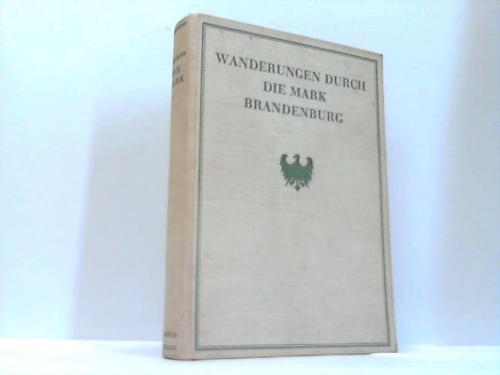 WANDERUNGEN DURCH
DIE MARK
BRANDENBURG